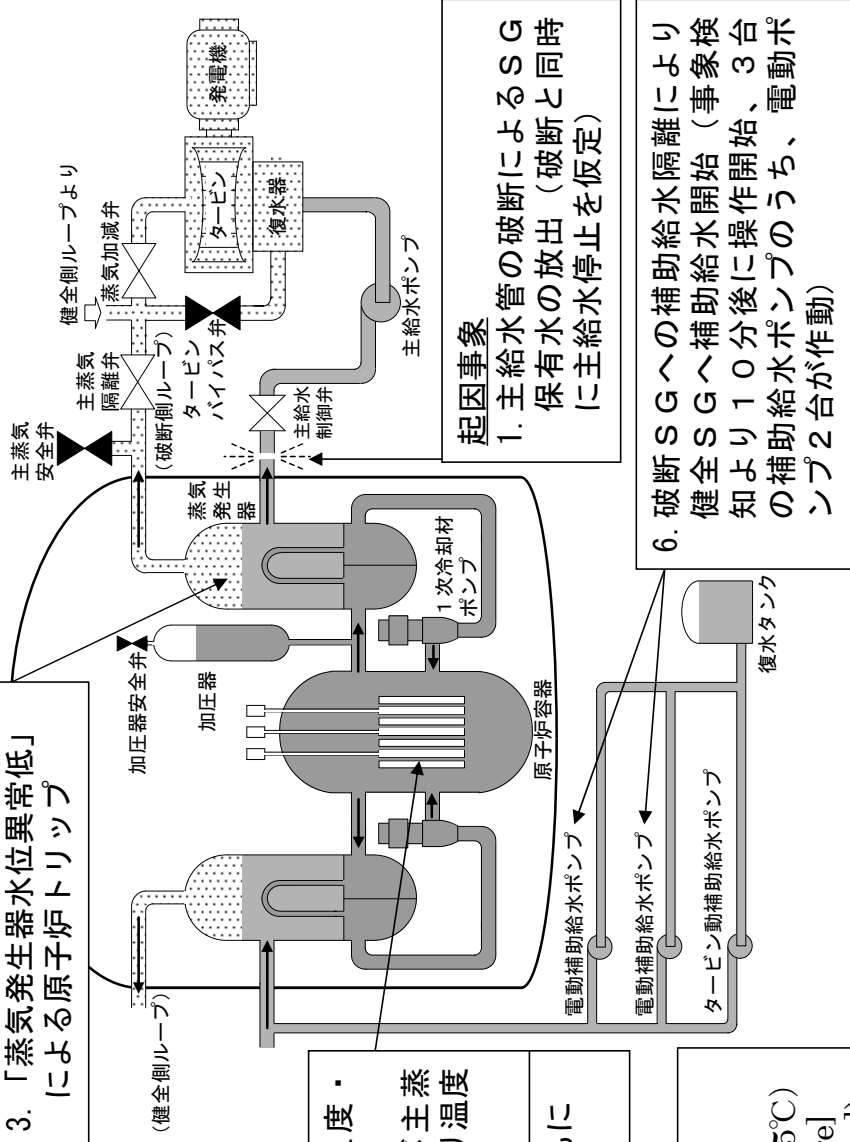 3. 「蒸気発生器水位異常低」
による原子炉トリップ
(健全側ループ)
加圧器安全弁
加圧器
主蒸気
安全弁
主蒸気
隔離弁
(破断側ループ)
健全側ループより
蒸気加減弁
タービン
バイパス弁
タービン
発電機
復水器
主給水ポンプ
主給水
制御弁
蒸気
発生
器
1次冷却材
ポンプ
原子炉容器
起因事象
1. 主給水管の破断によるSG
保有水の放出(破断と同時
に主給水停止を仮定)
6. 破断SGへの補助給水隔離により
健全SGへ補助給水開始(事象検
知より10分後に操作開始、3台
の補助給水ポンプのうち、電動ポ
ンプ2台が作動)
電動補助給水ポンプ
電動補助給水ポンプ
タービン動補助給水ポンプ
復水タンク
度・
主蒸
り温度
に
5℃)